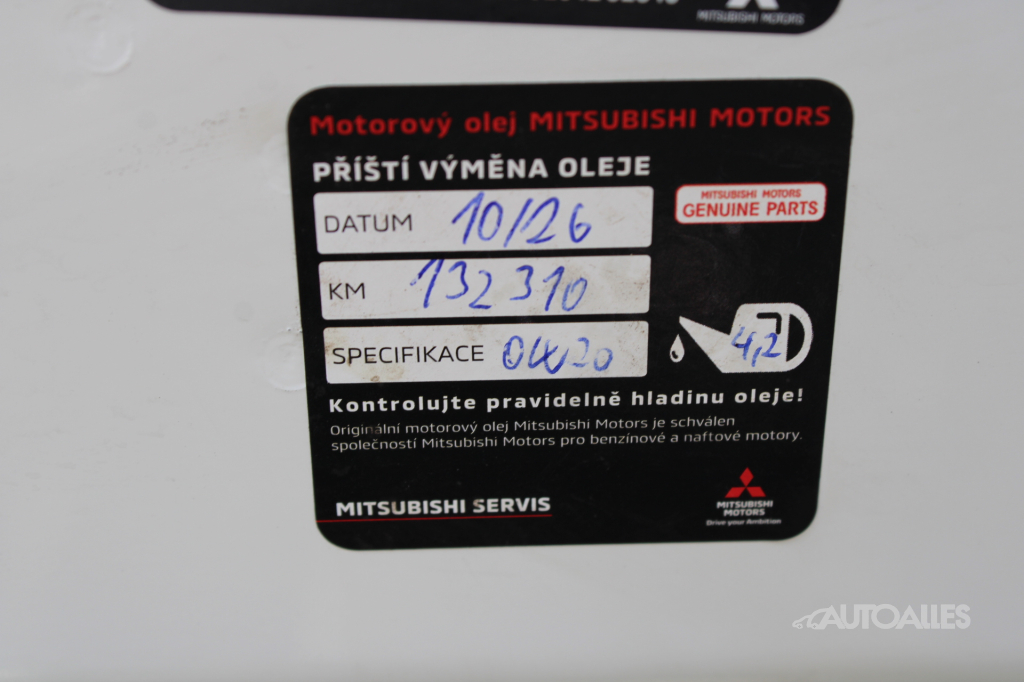 MITSUBISHI MOTORS
Motorový olej MITSUBISHI MOTORS
PŘÍŠTÍ VÝMĚNA OLEJE
DATUM 10/26
MITSUBISHI MOTORS
GENUINE PARTS
KM 132 310
SPECIFIKACE 0W20
4,2
Kontrolujte pravidelně hladinu oleje!
Originální motorový olej Mitsubishi Motors je schválen
společností Mitsubishi Motors pro benzínové a naftové motory.
MITSUBISHI SERVIS
MITSUBISHI
MOTORS
Drive your Ambition
AUTOALLES